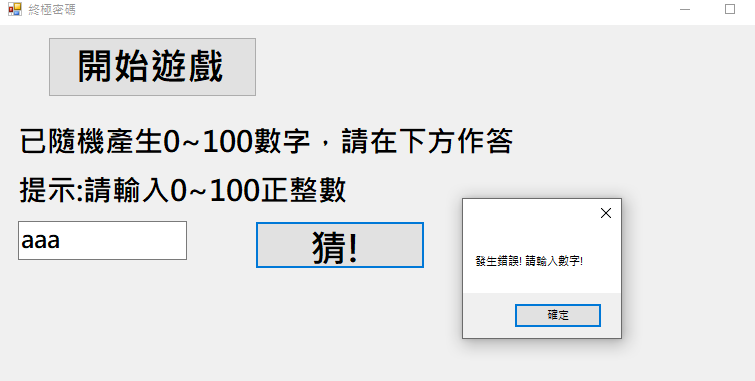 終極密碼
開始遊戲
已隨機產生0~100數字，請在下方作答
提示:請輸入0~100正整數
aaa
猜!
發生錯誤! 請輸入數字!
確定